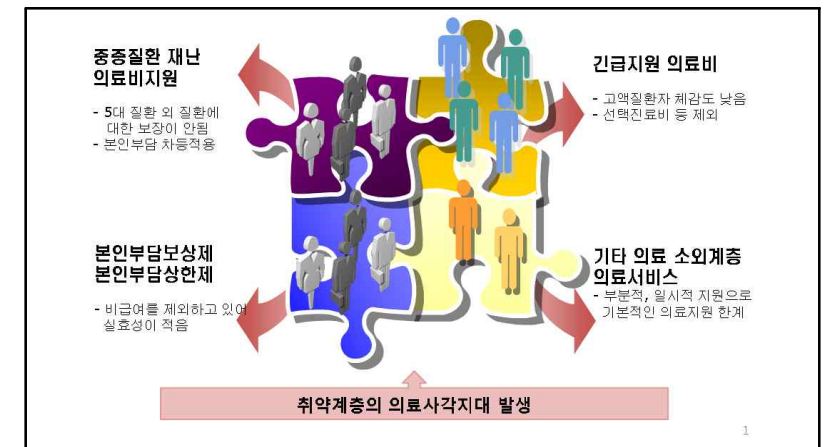 중증질환 재난
의료비지원
- 5대 질환 외 질환에
대한 보장이 안됨
- 본인부담 차등적용
긴급지원 의료비
- 고액질환자 체감도 낮음
- 선택진료비 등 제외
본인부담보상제
본인부담상한제
- 비급여를 제외하고 있어
실효성이 적음
기타 의료 소외계층
의료서비스
- 부분적, 일시적 지원으로
기본적인 의료지원 한계
취약계층의 의료사각지대 발생
1